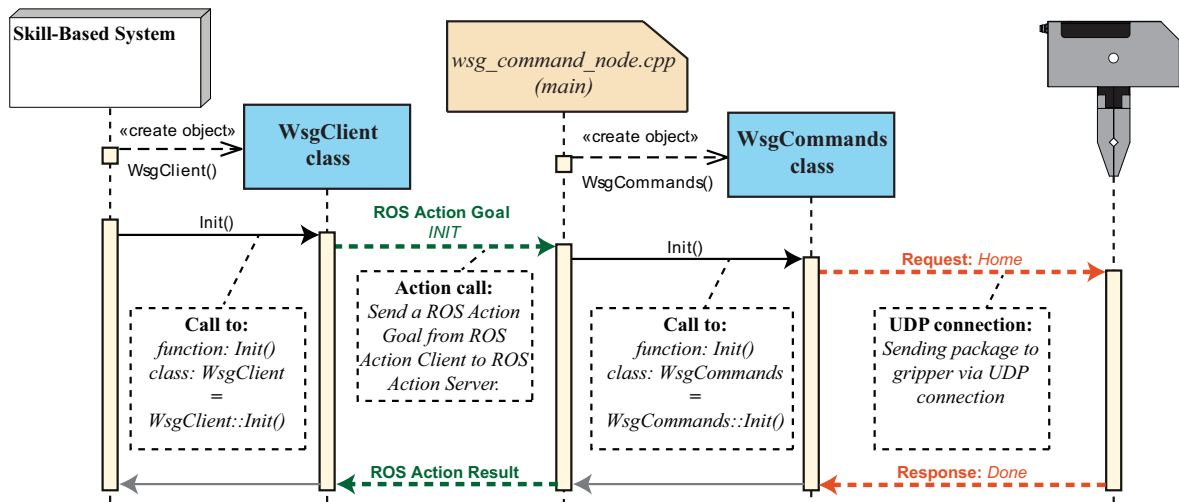 Skill-Based System
wsg_command_node.cpp
(main)
«create object»
WsgClient()
WsgClient
class
«create object»
WsgCommands()
WsgCommands
class
Init()
ROS Action Goal
INIT
Init()
Request: Home
Call to:
function: Init()
class: WsgClient
=
WsgClient::Init()
Action call:
Send a ROS Action
Goal from ROS
Action Client to ROS
Action Server.
Call to:
function: Init()
class: WsgCommands
=
WsgCommands::Init()
UDP connection:
Sending package to
gripper via UDP
connection
ROS Action Result
Response: Done